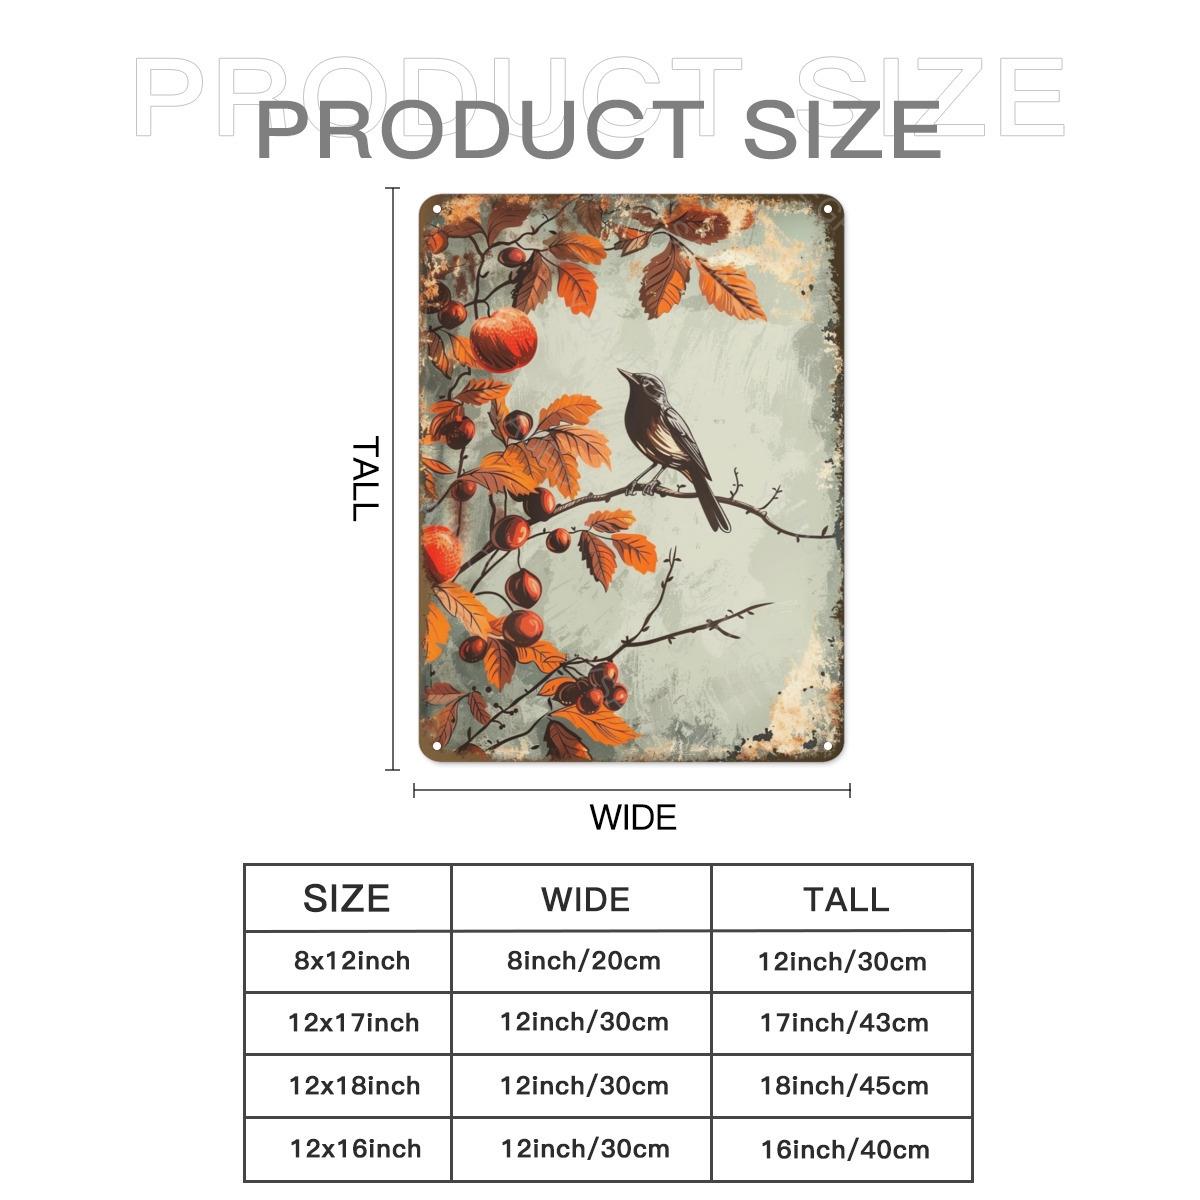 PRODUCT SIZE
PRODUCT SIZE
TALL
WIDE
SIZE WIDE TALL
8x12inch 8inch/20cm 12inch/30cm
12x17inch 12inch/30cm 17inch/43cm
12x18inch 12inch/30cm 18inch/45cm
12x16inch 12inch/30cm 16inch/40cm